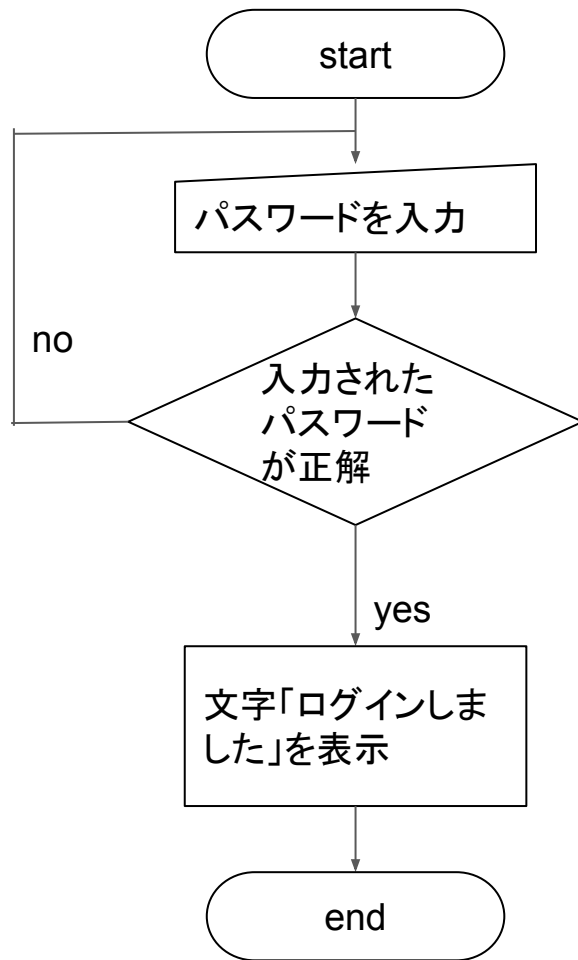 start
パスワードを入力
no
入力された
パスワード
が正解
yes
文字「ログインしま
した」を表示
end